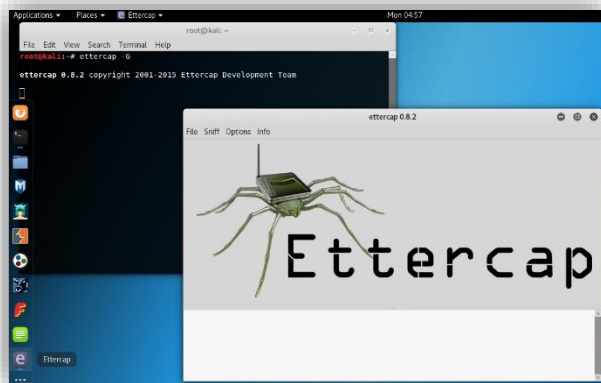 Applications Places Ettercap Mon 04:57
root@kali: ~
File Edit View Search Terminal Help
root@kali:~# ettercap -G
ettercap 0.8.2 copyright 2001-2015 Ettercap Development Team
ettercap 0.8.2
File Sniff Options Info
Ettercap
e Ettercap